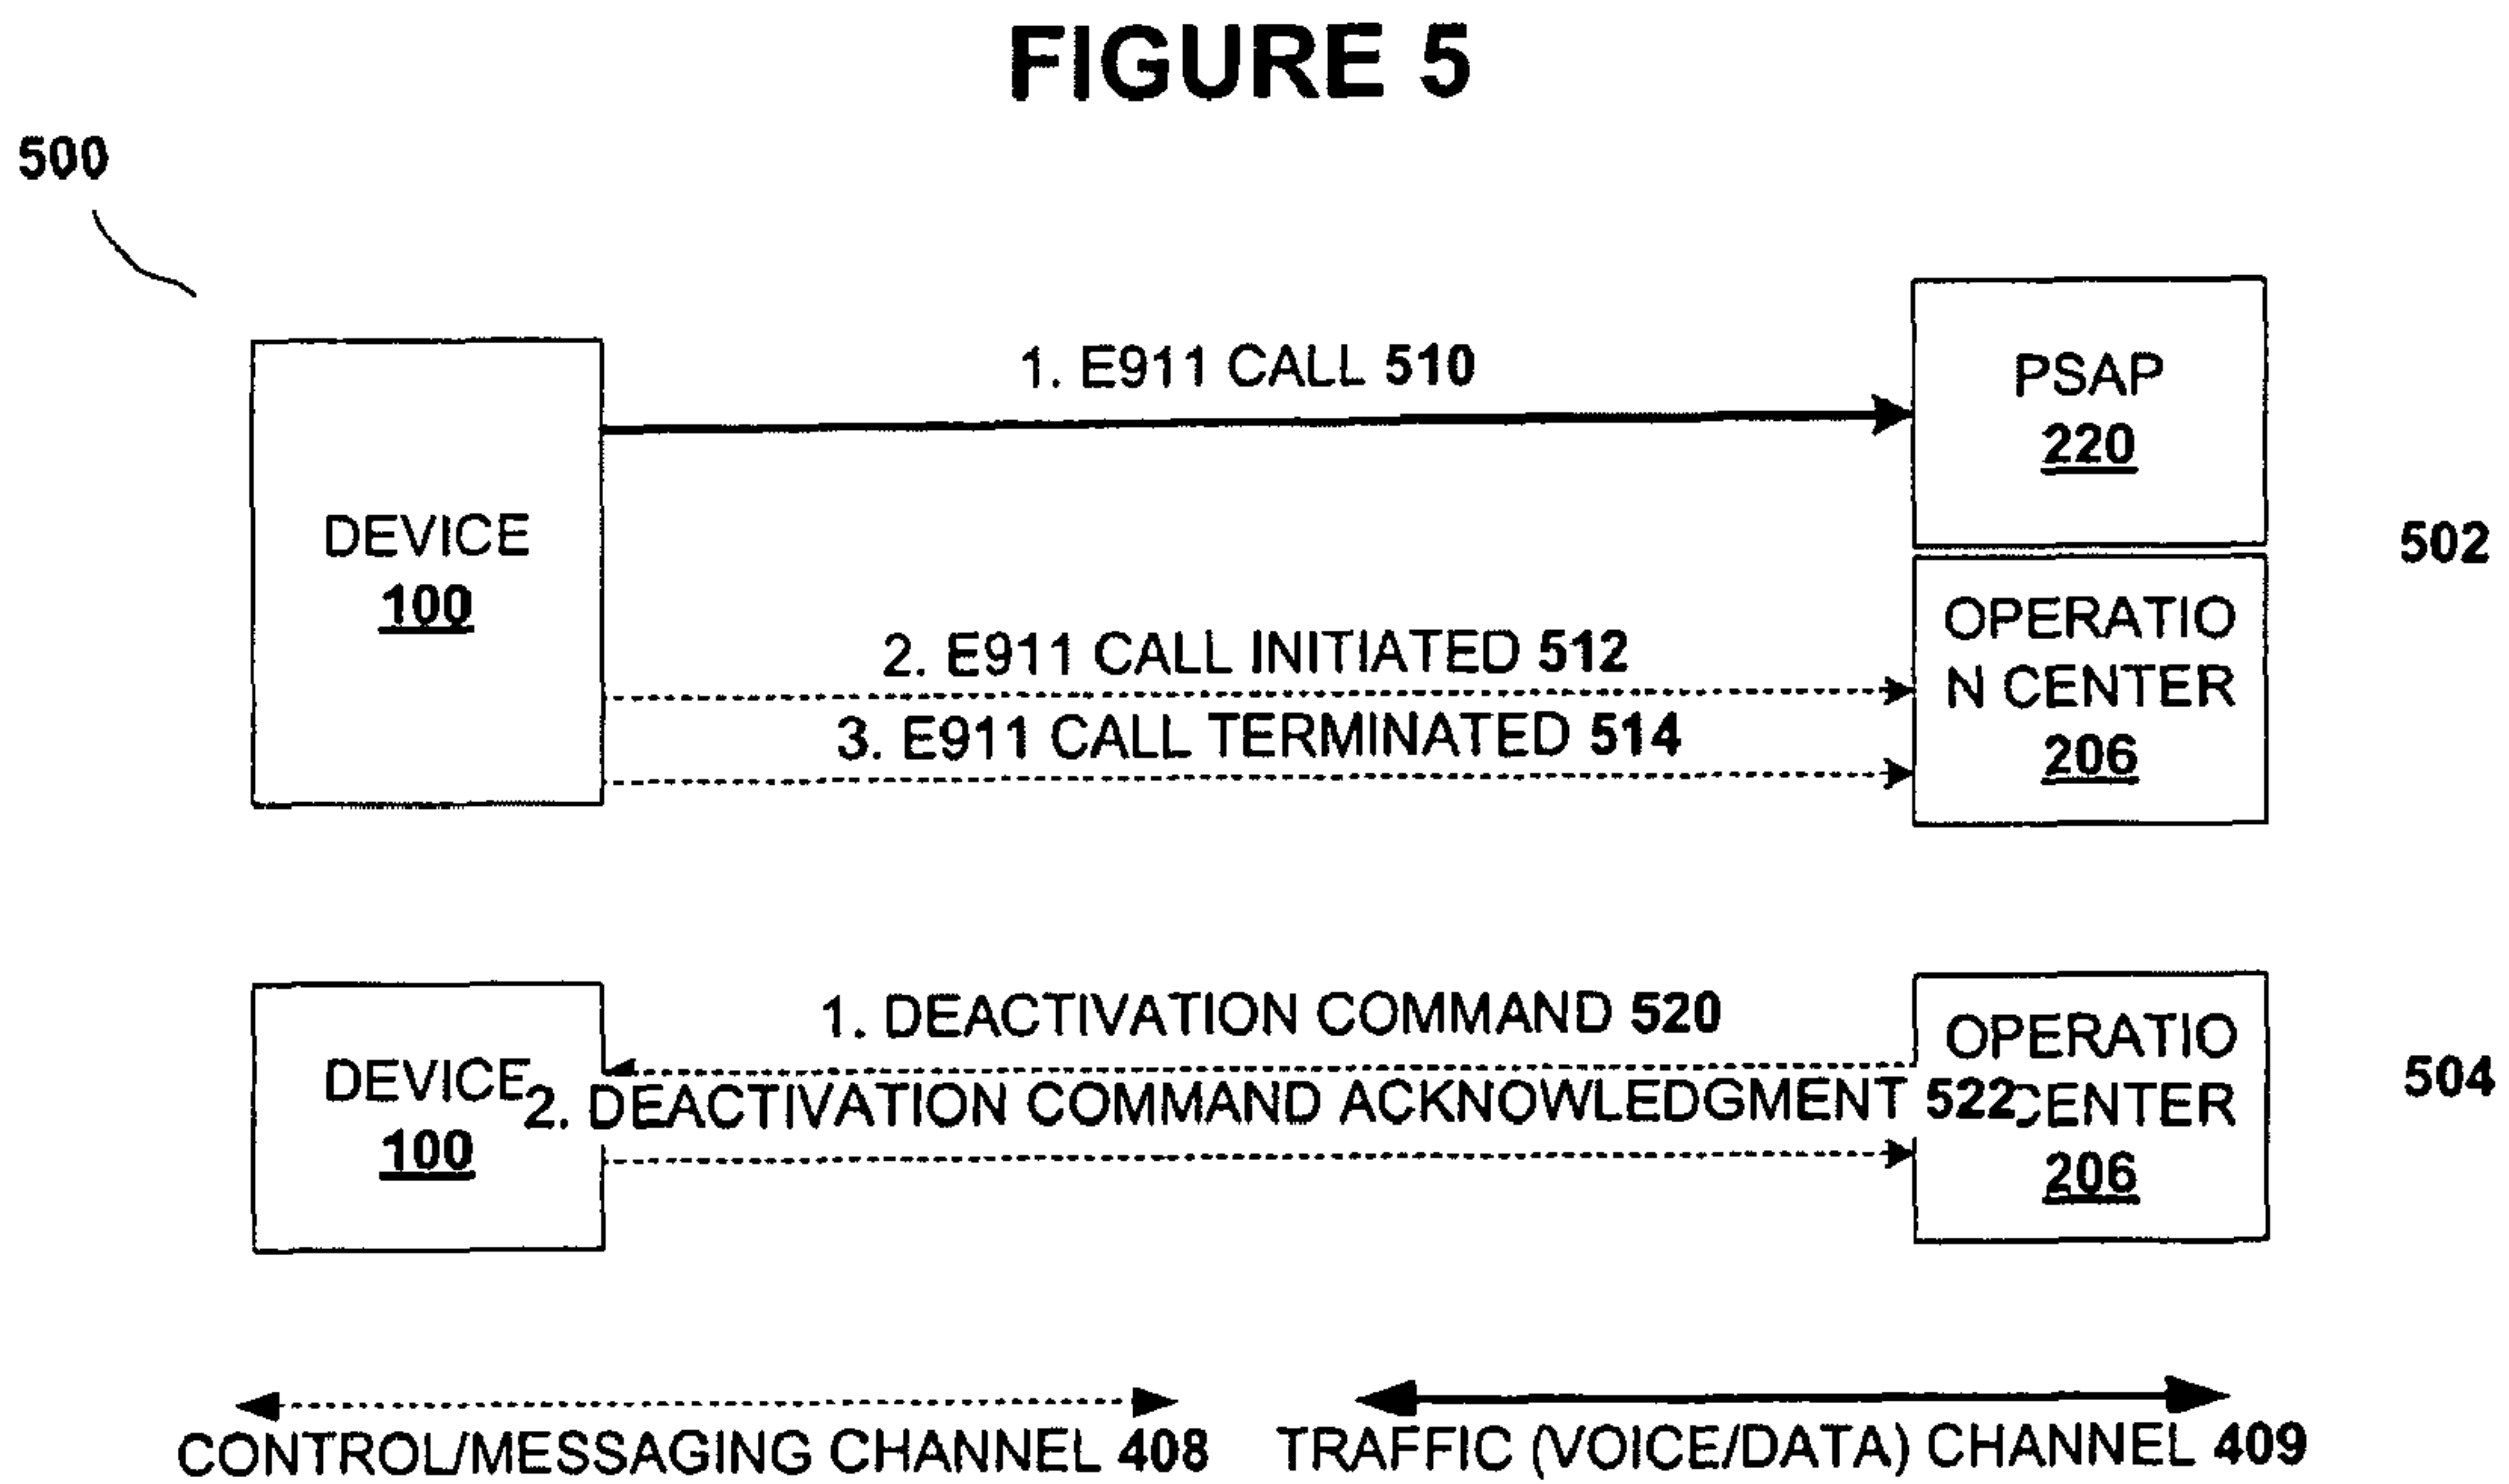 FIGURE 5
500
1. E911 CALL 510
PSAP
220
DEVICE
100
502
OPERATIO
N CENTER
206
2. E911 CALL INITIATED 512
3. E911 CALL TERMINATED 514
1. DEACTIVATION COMMAND 520
DEVICE
100
2. DEACTIVATION COMMAND ACKNOWLEDGMENT 522
OPERATIO
CENTER
206
504
CONTROL/MESSAGING CHANNEL 408
TRAFFIC (VOICE/DATA) CHANNEL 409